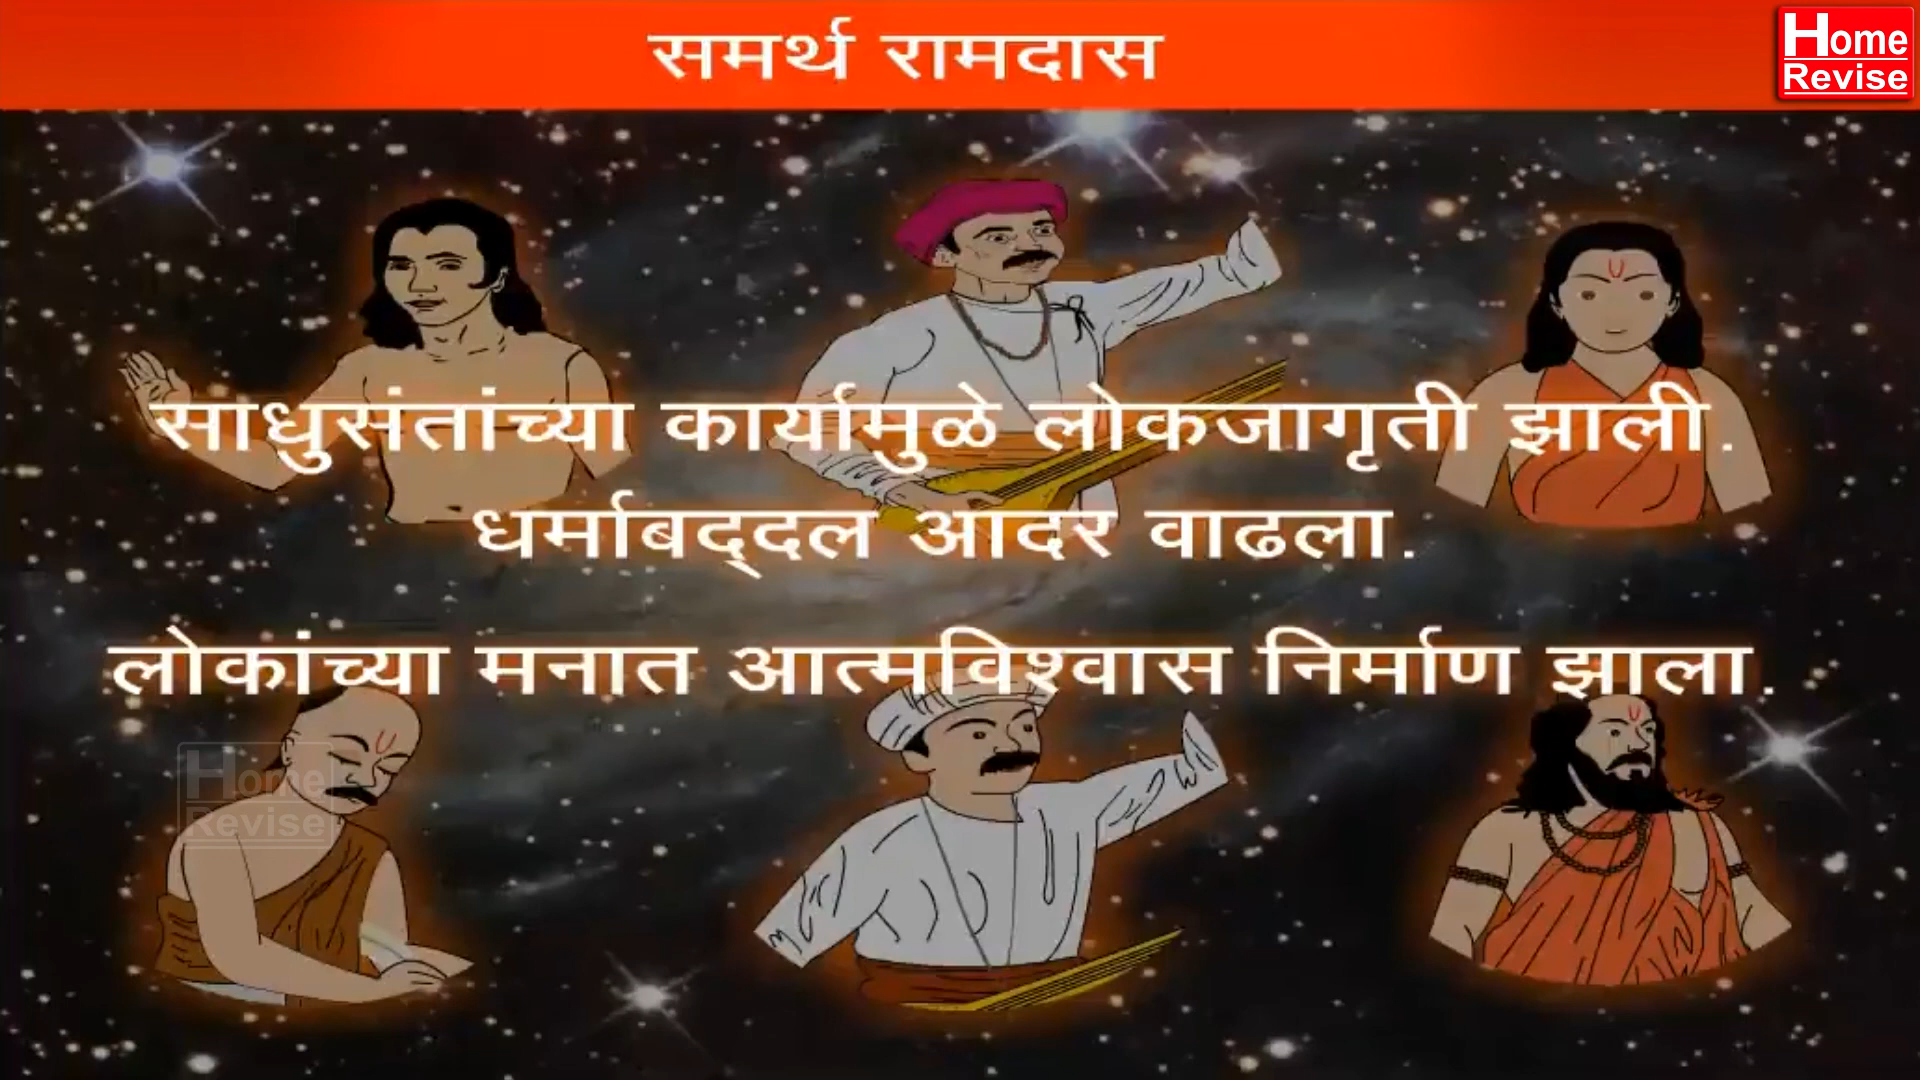 समर्थ रामदास
Home
Revise
साधुसंतांच्या कार्यामुळे लोकजागृती झाली.
धर्माबद्‌दल आदर वाढला.
लोकांच्या मनात आत्मविश्वास निर्माण झाला.
Home
Revise